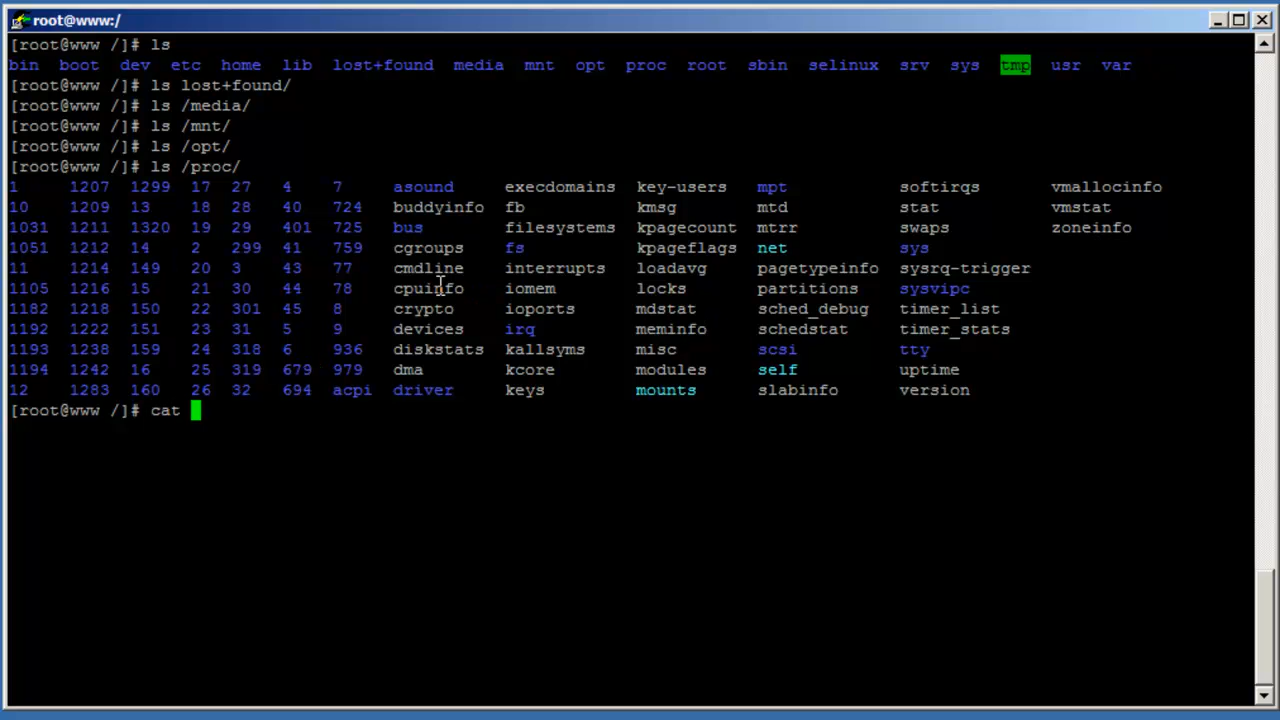 root@www:/
[root@www /]# ls
bin boot dev etc home lib lost+found media mnt opt proc root sbin selinux srv sys tmp usr var
[root@www /]# ls lost+found/
[root@www /]# ls /media/
[root@www /]# ls /mnt/
[root@www /]# ls /opt/
[root@www /]# ls /proc/
1 1207 1299 17 27 4 7 asound execdomains key-users mpt softirqs vmallocinfo
10 1209 13 18 28 40 724 buddyinfo fb kmsg mtd stat vmstat
1031 1211 1320 19 29 401 725 bus filesystems kpagecount mtrr swaps zoneinfo
1051 1212 14 2 299 41 759 cgroups fs kpageflags net sys
11 1214 149 20 3 43 77 cmdline interrupts loadavg pagetypeinfo sysrq-trigger
1105 1216 15 21 30 44 78 cpuinfo iomem locks partitions sysvipc
1182 1218 150 22 301 45 8 crypto ioports mdstat sched_debug timer_list
1192 1222 151 23 31 5 9 devices irq meminfo schedstat timer_stats
1193 1238 159 24 318 6 936 diskstats kallsyms misc scsi tty
1194 1242 16 25 319 679 979 dma kcore modules self uptime
12 1283 160 26 32 694 acpi driver keys mounts slabinfo version
[root@www /]# cat